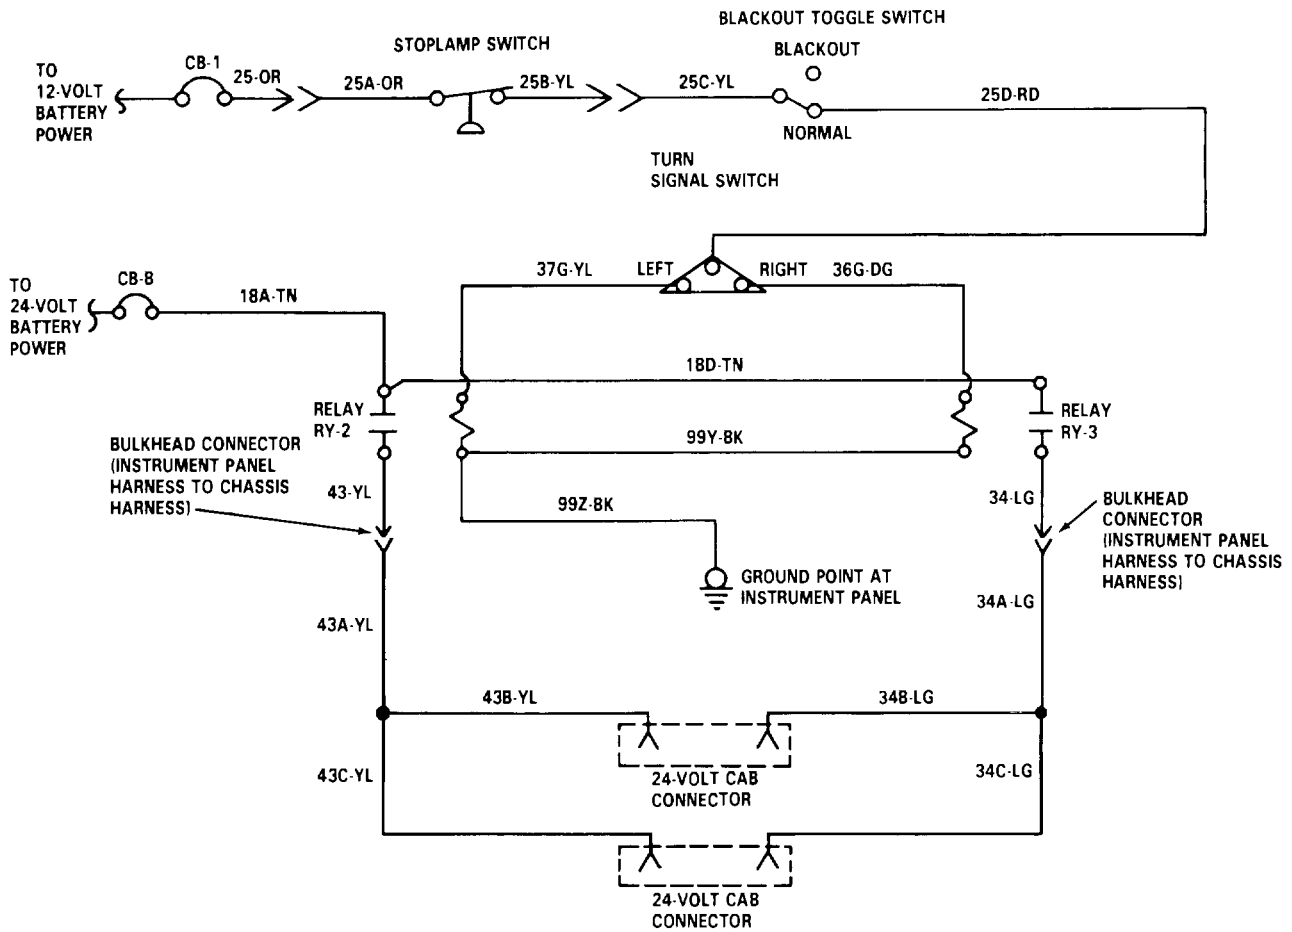 BLACKOUT TOGGLE SWITCH
STOPLAMP SWITCH
BLACKOUT
CB-1
TO
12-VOLT
BATTERY
POWER
25-OR
25A-OR
25B-YL
25C-YL
25D-RD
NORMAL
TURN
SIGNAL SWITCH
TO
24-VOLT
BATTERY
POWER
CB-8
18A-TN
37G-YL
LEFT
RIGHT
36G-DG
18D-TN
RELAY
RY-2
RELAY
RY-3
99Y-BK
BULKHEAD CONNECTOR
(INSTRUMENT PANEL
HARNESS TO CHASSIS
HARNESS)
43-YL
99Z-BK
34-LG
BULKHEAD
CONNECTOR
(INSTRUMENT PANEL
HARNESS TO CHASSIS
HARNESS)
GROUND POINT AT
INSTRUMENT PANEL
43A-YL
34A-LG
43B-YL
34B-LG
43C-YL
34C-LG
24-VOLT CAB
CONNECTOR
24-VOLT CAB
CONNECTOR